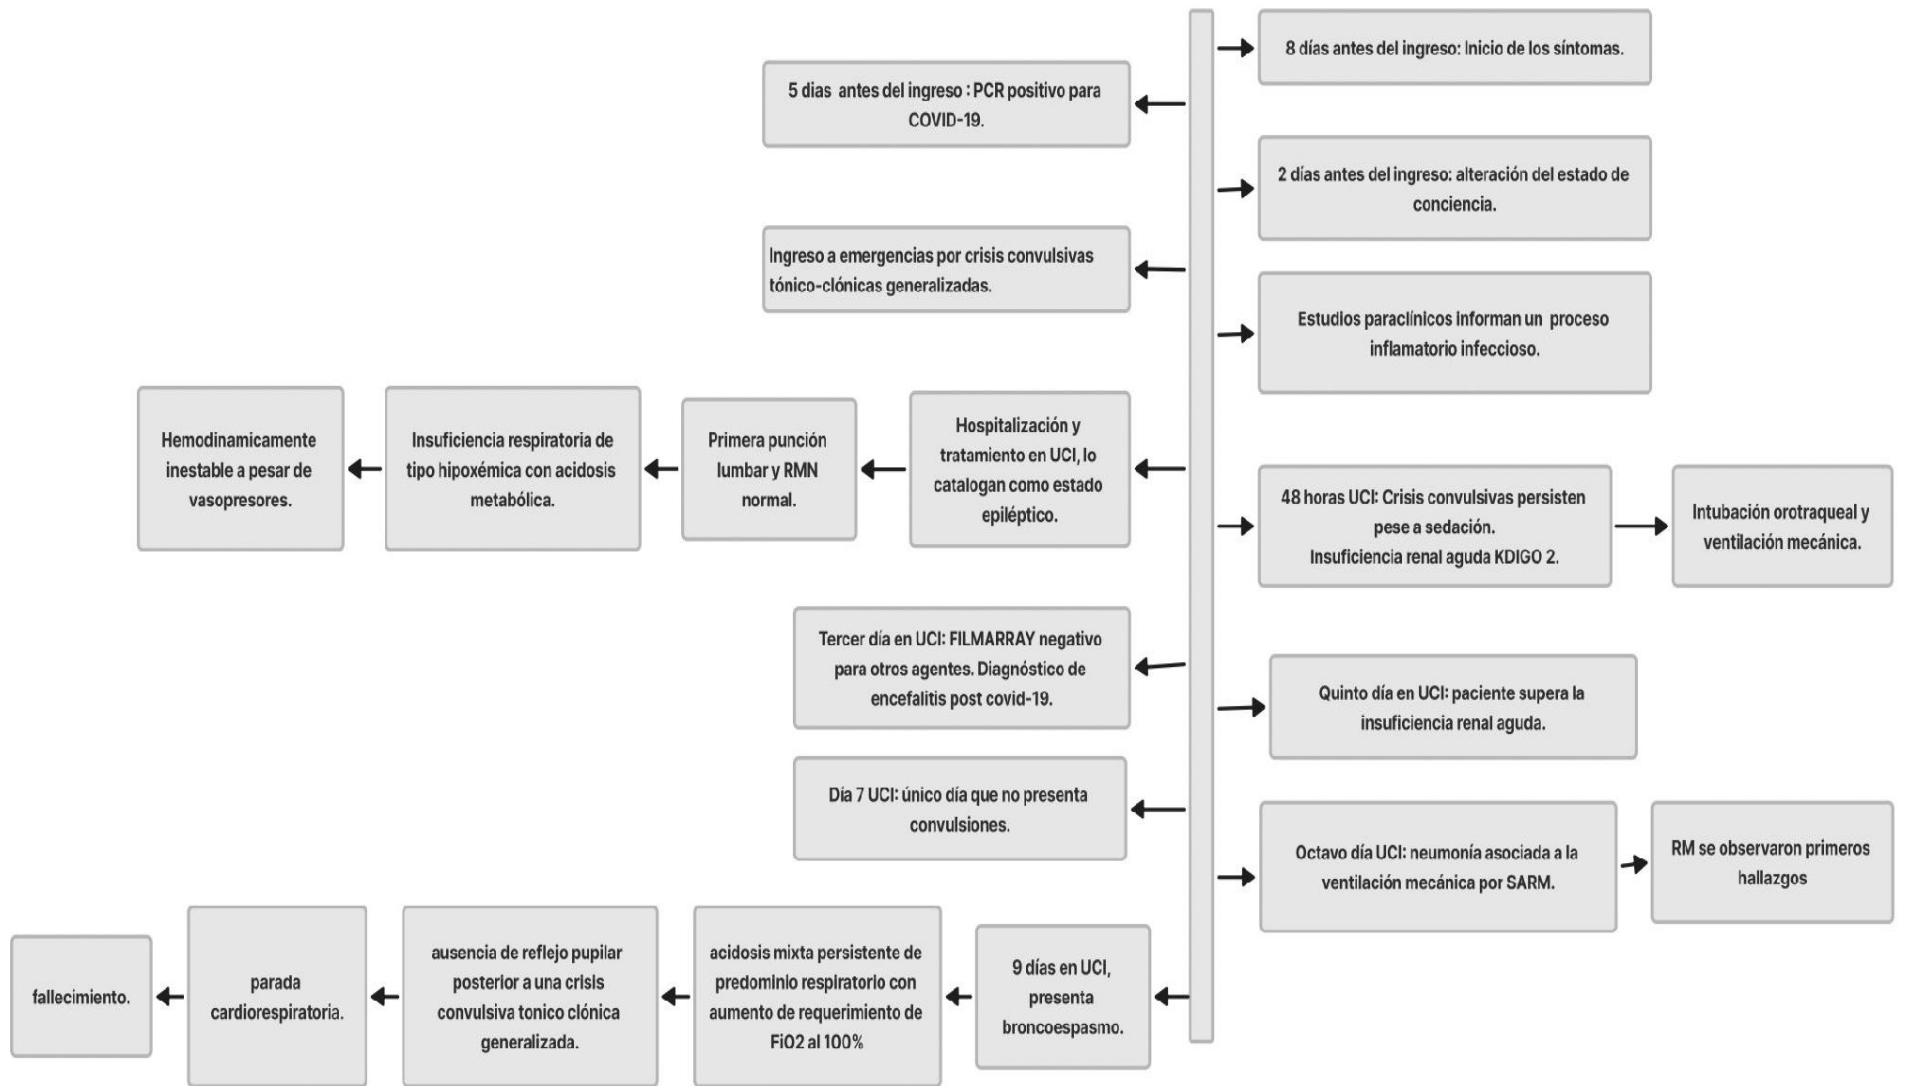 8 días antes del ingreso: Inicio de los síntomas.
5 dias antes del ingreso : PCR positivo para
COVID-19.
2 días antes del ingreso: alteración del estado de
conciencia.
Ingreso a emergencias por crisis convulsivas
tónico-clónicas generalizadas.
Estudios paraclínicos informan un proceso
inflamatorio infeccioso.
Hospitalización y
tratamiento en UCI, lo
catalogan como estado
epiléptico.
Primera punción
lumbar y RMN
normal.
Insuficiencia respiratoria de
tipo hipoxémica con acidosis
metabólica.
Hemodinamicamente
inestable a pesar de
vasopresores.
48 horas UCI: Crisis convulsivas persisten
pese a sedación.
Insuficiencia renal aguda KDIGO 2.
Intubación orotraqueal y
ventilación mecánica.
Tercer día en UCI: FILMARRAY negativo
para otros agentes. Diagnóstico de
encefalitis post covid-19.
Quinto día en UCI: paciente supera la
insuficiencia renal aguda.
Día 7 UCI: único día que no presenta
convulsiones.
Octavo día UCI: neumonía asociada a la
ventilación mecánica por SARM.
RM se observaron primeros
hallazgos
9 días en UCI,
presenta
broncoespasmo.
acidosis mixta persistente de
predominio respiratorio con
aumento de requerimiento de
FiO2 al 100%
ausencia de reflejo pupilar
posterior a una crisis
convulsiva tonico clónica
generalizada.
parada
cardiorespiratoria.
fallecimiento.